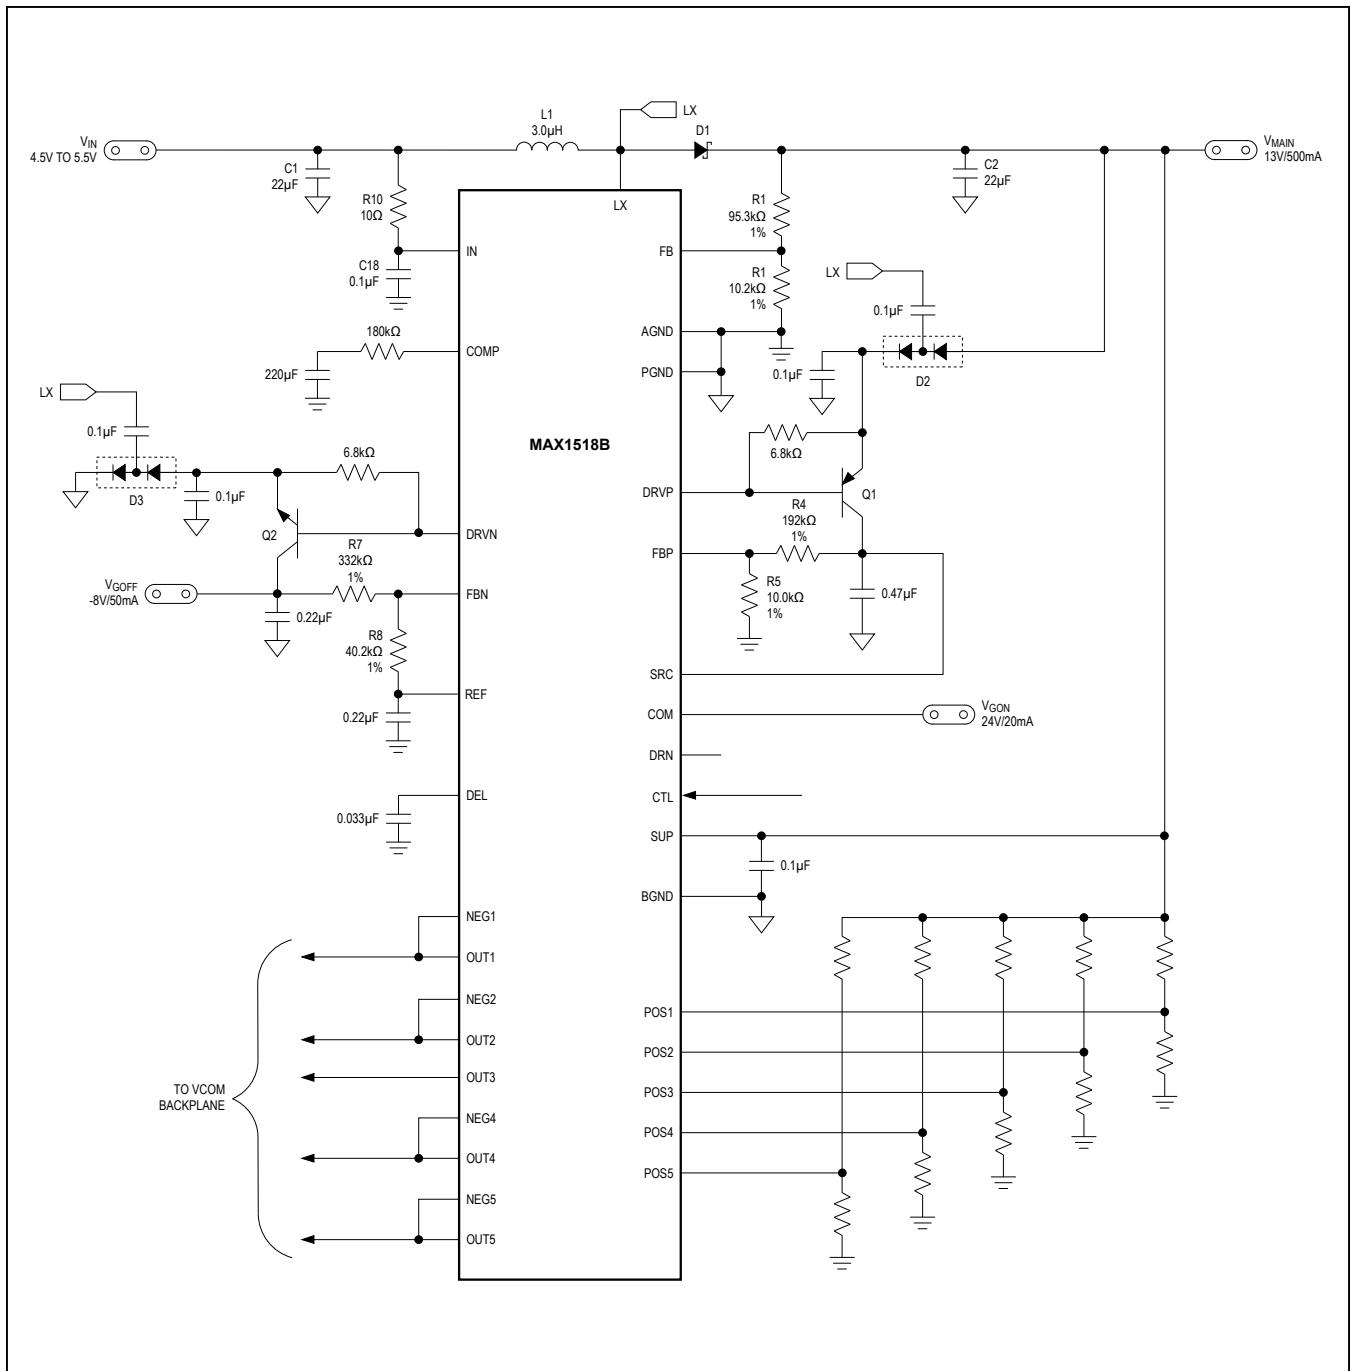 L1
3.0µH
LX
D1
VIN
4.5V TO 5.5V
VMAIN
13V/500mA
C1
22µF
C2
22µF
R10
10Ω
LX
R1
95.3kΩ
1%
IN
FB
C18
0.1µF
LX
R1
10.2kΩ
1%
0.1µF
180kΩ
COMP
AGND
220µF
PGND
0.1µF
D2
LX
0.1µF
MAX1518B
6.8kΩ
6.8kΩ
D3
0.1µF
DRVP
Q1
Q2
DRVN
R4
192kΩ
1%
R7
332kΩ
1%
FBP
VGOFF
-8V/50mA
FBN
R5
10.0kΩ
1%
0.47µF
0.22µF
R8
40.2kΩ
1%
SRC
REF
0.22µF
COM
VGON
24V/20mA
DRN
DEL
CTL
0.033µF
SUP
0.1µF
BGND
NEG1
OUT1
NEG2
POS1
OUT2
POS2
OUT3
TO VCOM
BACKPLANE
POS3
NEG4
POS4
OUT4
POS5
NEG5
OUT5